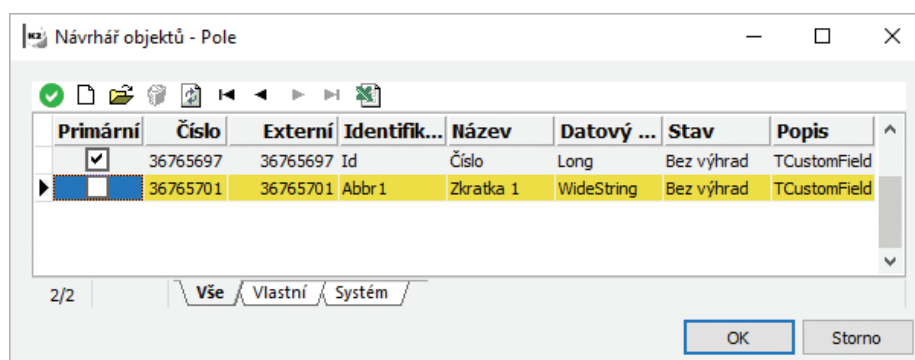 K2 Návrhář objektů - Pole
Primární Číslo Externí Identifik... Název Datový ... Stav Popis
36765697 36765697 Id Číslo Long Bez výhrad TCustomField
36765701 36765701 Abbr1 Zkratka 1 WideString Bez výhrad TCustomField
2/2 Vše Vlastní Systém
OK Storno